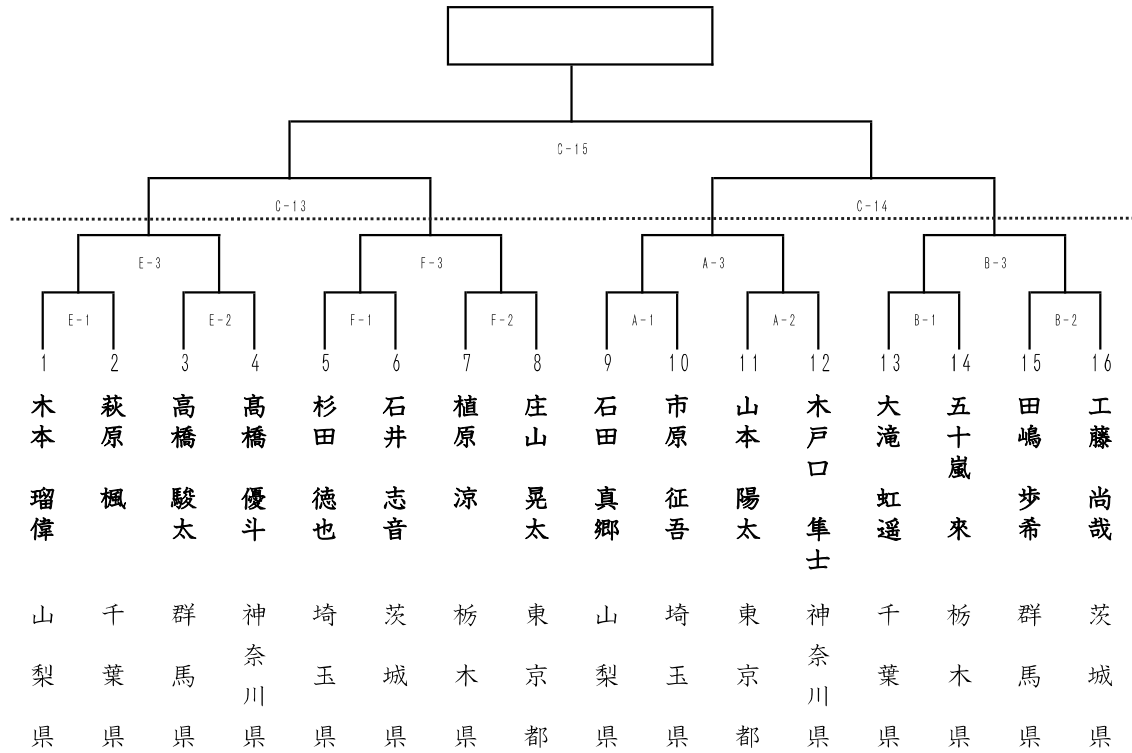 C-15
C-13
C-14
E-3
F-3
A-3
B-3
E-1
E-2
F-1
F-2
A-1
A-2
B-1
B-2
1
木本 瑠偉
山梨県
2
萩原 楓
千葉県
3
高橋 駿太
群馬県
4
髙橋 優斗
神奈川県
5
杉田 徳也
埼玉県
6
石井 志音
茨城県
7
植原 涼
栃木県
8
庄山 晃太
東京都
9
石田 真郷
山梨県
10
市原 征吾
埼玉県
11
山本 陽太
東京都
12
木戸口 隼士
神奈川県
13
大滝 虹遥
千葉県
14
五十嵐 來
栃木県
15
田嶋 歩希
群馬県
16
工藤 尚哉
茨城県